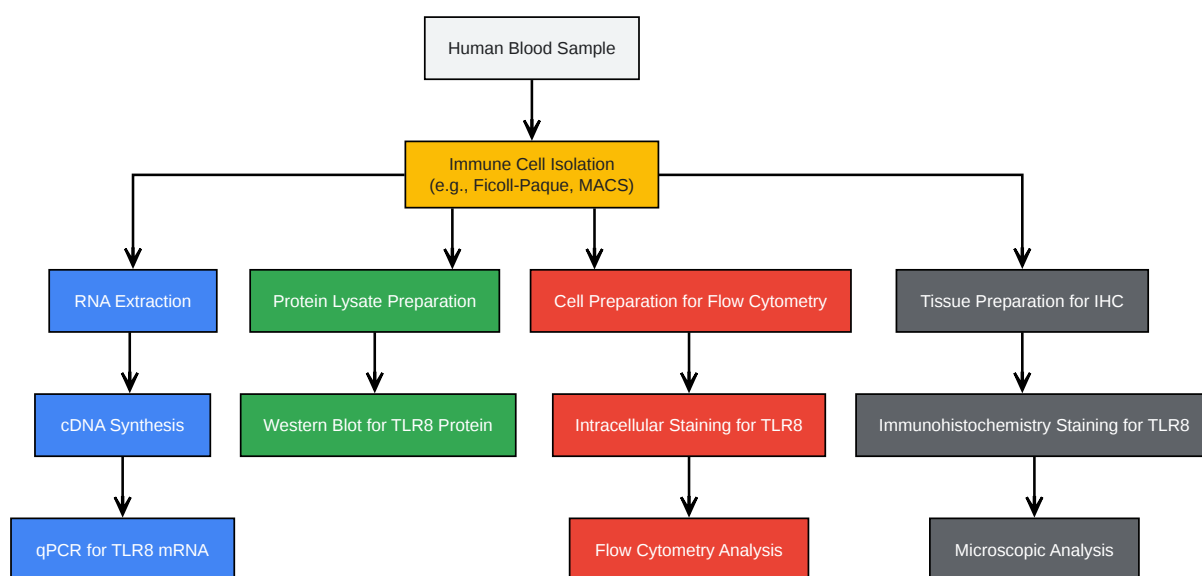 Human Blood Sample
Immune Cell Isolation
(e.g., Ficoll-Paque, MACS)
RNA Extraction
Protein Lysate Preparation
Cell Preparation for Flow Cytometry
Tissue Preparation for IHC
cDNA Synthesis
Western Blot for TLR8 Protein
Intracellular Staining for TLR8
Immunohistochemistry Staining for TLR8
qPCR for TLR8 mRNA
Flow Cytometry Analysis
Microscopic Analysis